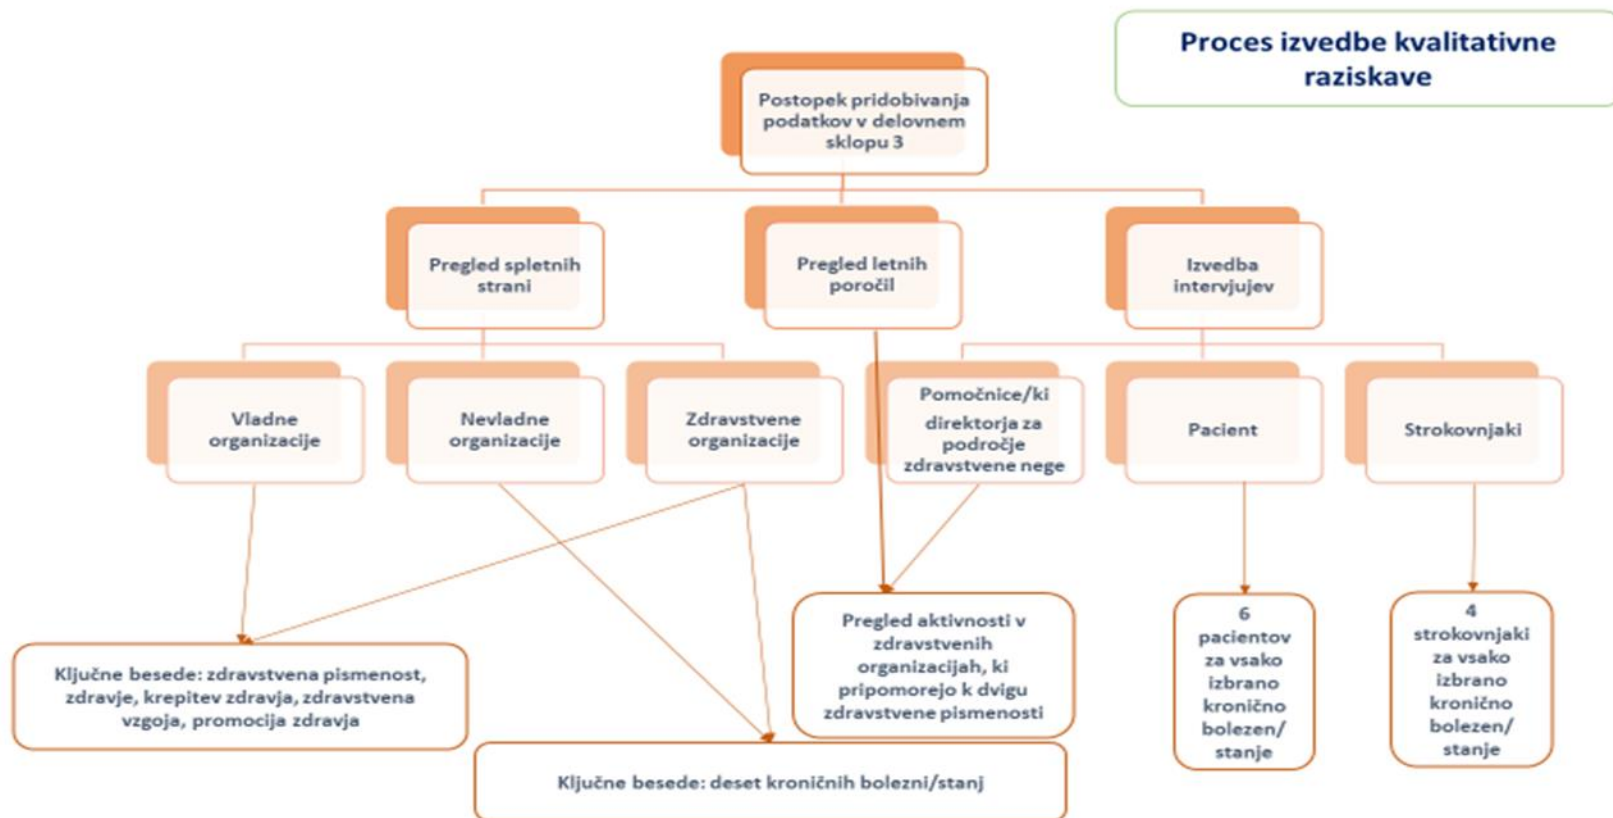 Proces izvedbe kvalitativne
raziskave
Postopek pridobivanja
podatkov v delovnem
sklopu 3
Pregled spletnih
strani
Pregled letnih
poročil
Izvedba
intervjujev
Vladne
organizacije
Nevladne
organizacije
Zdravstvene
organizacije
Pomočnice/ki
direktorja za
področje
zdravstvene nege
Pacient
Strokovnjaki
Ključne besede: zdravstvena pismenost,
zdravje, krepitev zdravja, zdravstvena
vzgoja, promocija zdravja
Ključne besede: deset kroničnih bolezni/stanj
Pregled aktivnosti v
zdravstvenih
organizacijah, ki
pripomorejo k dvigu
zdravstvene pismenosti
6
pacientov
za vsako
izbrano
kronično
bolezen/
stanje
4
strokovnjaki
za vsako
izbrano
kronično
bolezen/
stanje